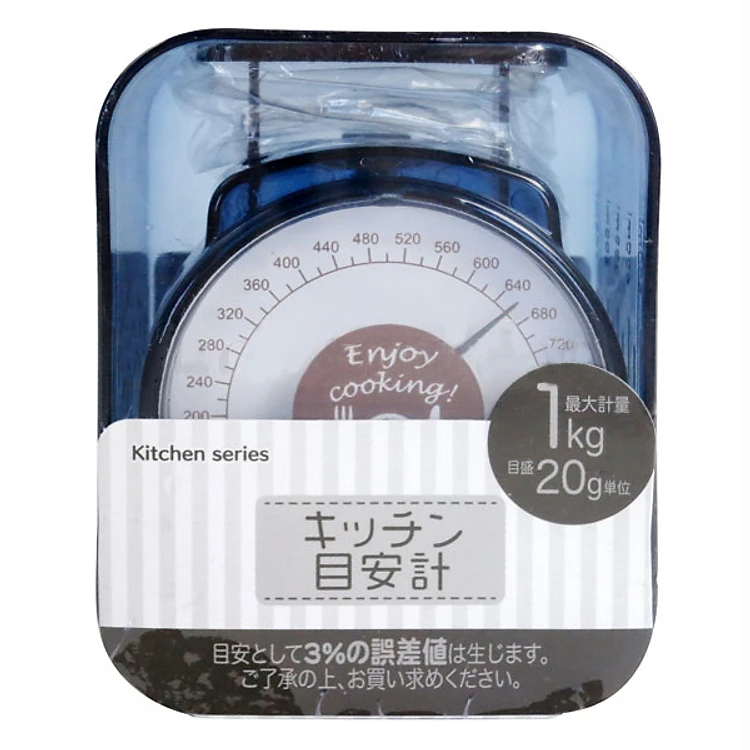 480
520
440
560
400
600
360
640
320
680
280
720
240
200
Enjoy
cooking!
1kg
最大計量
目盛20g単位
Kitchen series
キッチン
目安計
目安として3%の誤差値は生じます。
ご了承の上、お買い求めください。